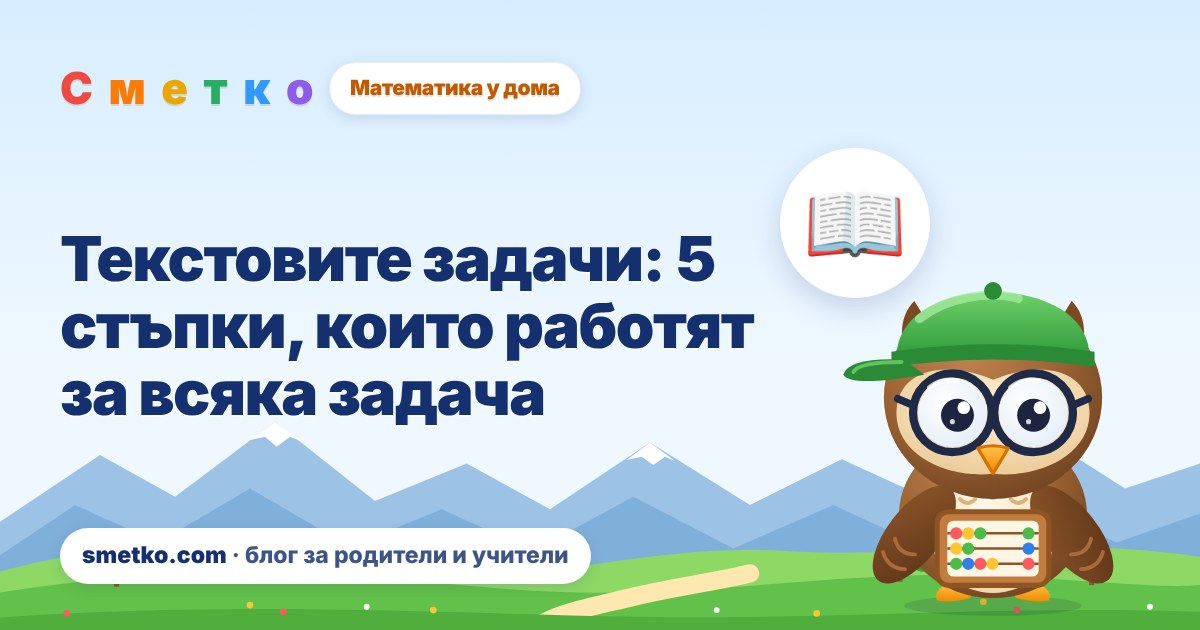 Сметко
Математика у дома
Текстовите задачи: 5
стъпки, които работят
за всяка задача
smetko.com · блог за родители и учители